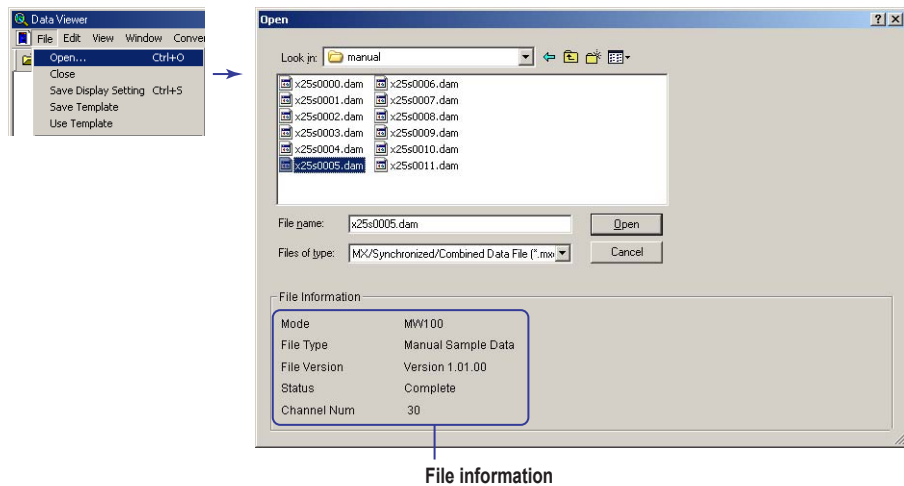 Data Viewer
File Edit View Window Conver
Open... Ctrl+O
Close
Save Display Setting Ctrl+S
Save Template
Use Template
Open
Look in: manual
x25s0000.dam x25s0006.dam
x25s0001.dam x25s0007.dam
x25s0002.dam x25s0008.dam
x25s0003.dam x25s0009.dam
x25s0004.dam x25s0010.dam
x25s0005.dam x25s0011.dam
File name: x25s0005.dam Open
Files of type: MX/Synchronized/Combined Data File (*.mx Cancel
File Information
Mode MW100
File Type Manual Sample Data
File Version Version 1.01.00
Status Complete
Channel Num 30
File information